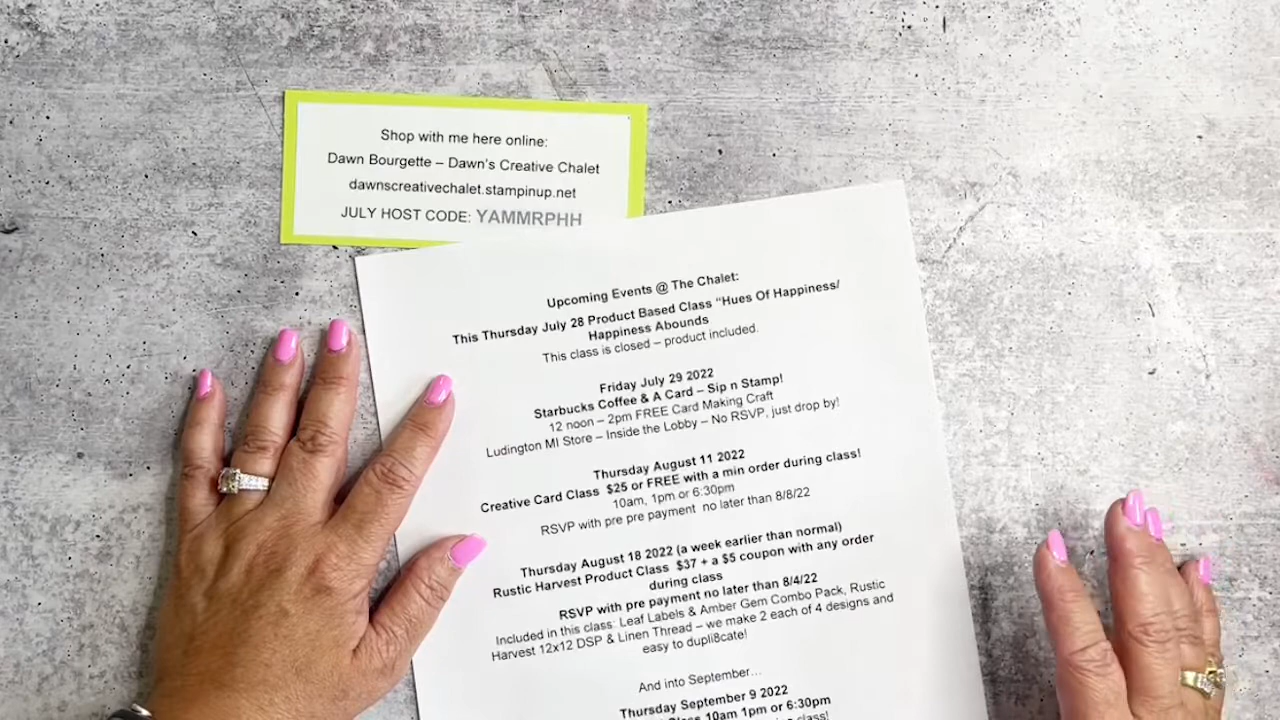 Shop with me here online:
Dawn Bourgette – Dawn's Creative Chalet
dawnscreativechalet.stampinup.net
JULY HOST CODE: YAMMRPHH
Upcoming Events @ The Chalet:
This Thursday July 28 Product Based Class “Hues Of Happiness/
Happiness Abounds
This class is closed – product included.
Friday July 29 2022
Starbucks Coffee & A Card – Sip n Stamp!
12 noon – 2pm FREE Card Making Craft
Ludington MI Store – Inside the Lobby – No RSVP, just drop by!
Thursday August 11 2022
Creative Card Class $25 or FREE with a min order during class!
10am, 1pm or 6:30pm
RSVP with pre pre payment no later than 8/8/22
Thursday August 18 2022 (a week earlier than normal)
Rustic Harvest Product Class $37 + a $5 coupon with any order
during class
RSVP with pre payment no later than 8/4/22
Included in this class: Leaf Labels & Amber Gem Combo Pack, Rustic
Harvest 12x12 DSP & Linen Thread – we make 2 each of 4 designs and
easy to dupli8cate!
And into September…
Thursday September 9 2022
Class 10am 1pm or 6:30pm
class!